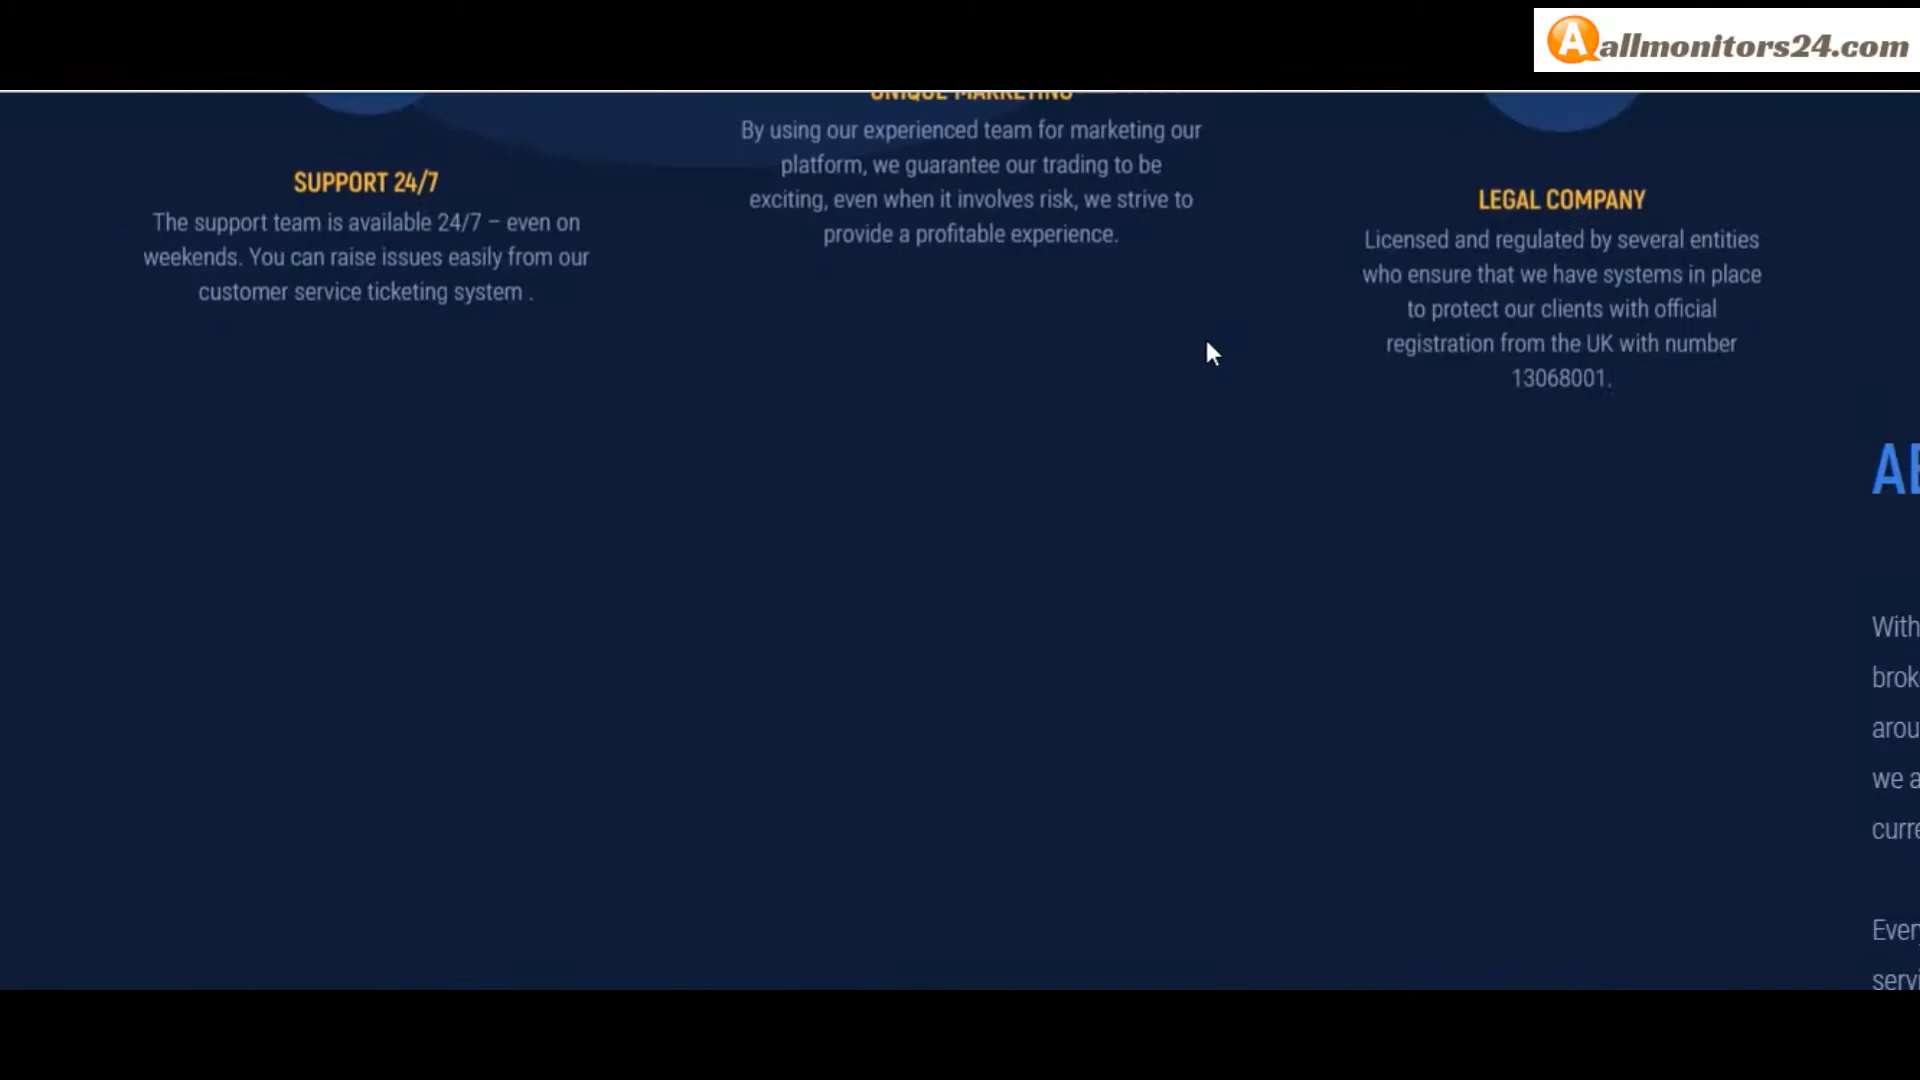 allmonitors24.com
UNIQUE MARKETING
By using our experienced team for marketing our
platform, we guarantee our trading to be
exciting, even when it involves risk, we strive to
provide a profitable experience.
SUPPORT 24/7
The support team is available 24/7 – even on
weekends. You can raise issues easily from our
customer service ticketing system .
LEGAL COMPANY
Licensed and regulated by several entities
who ensure that we have systems in place
to protect our clients with official
registration from the UK with number
13068001.
With
we